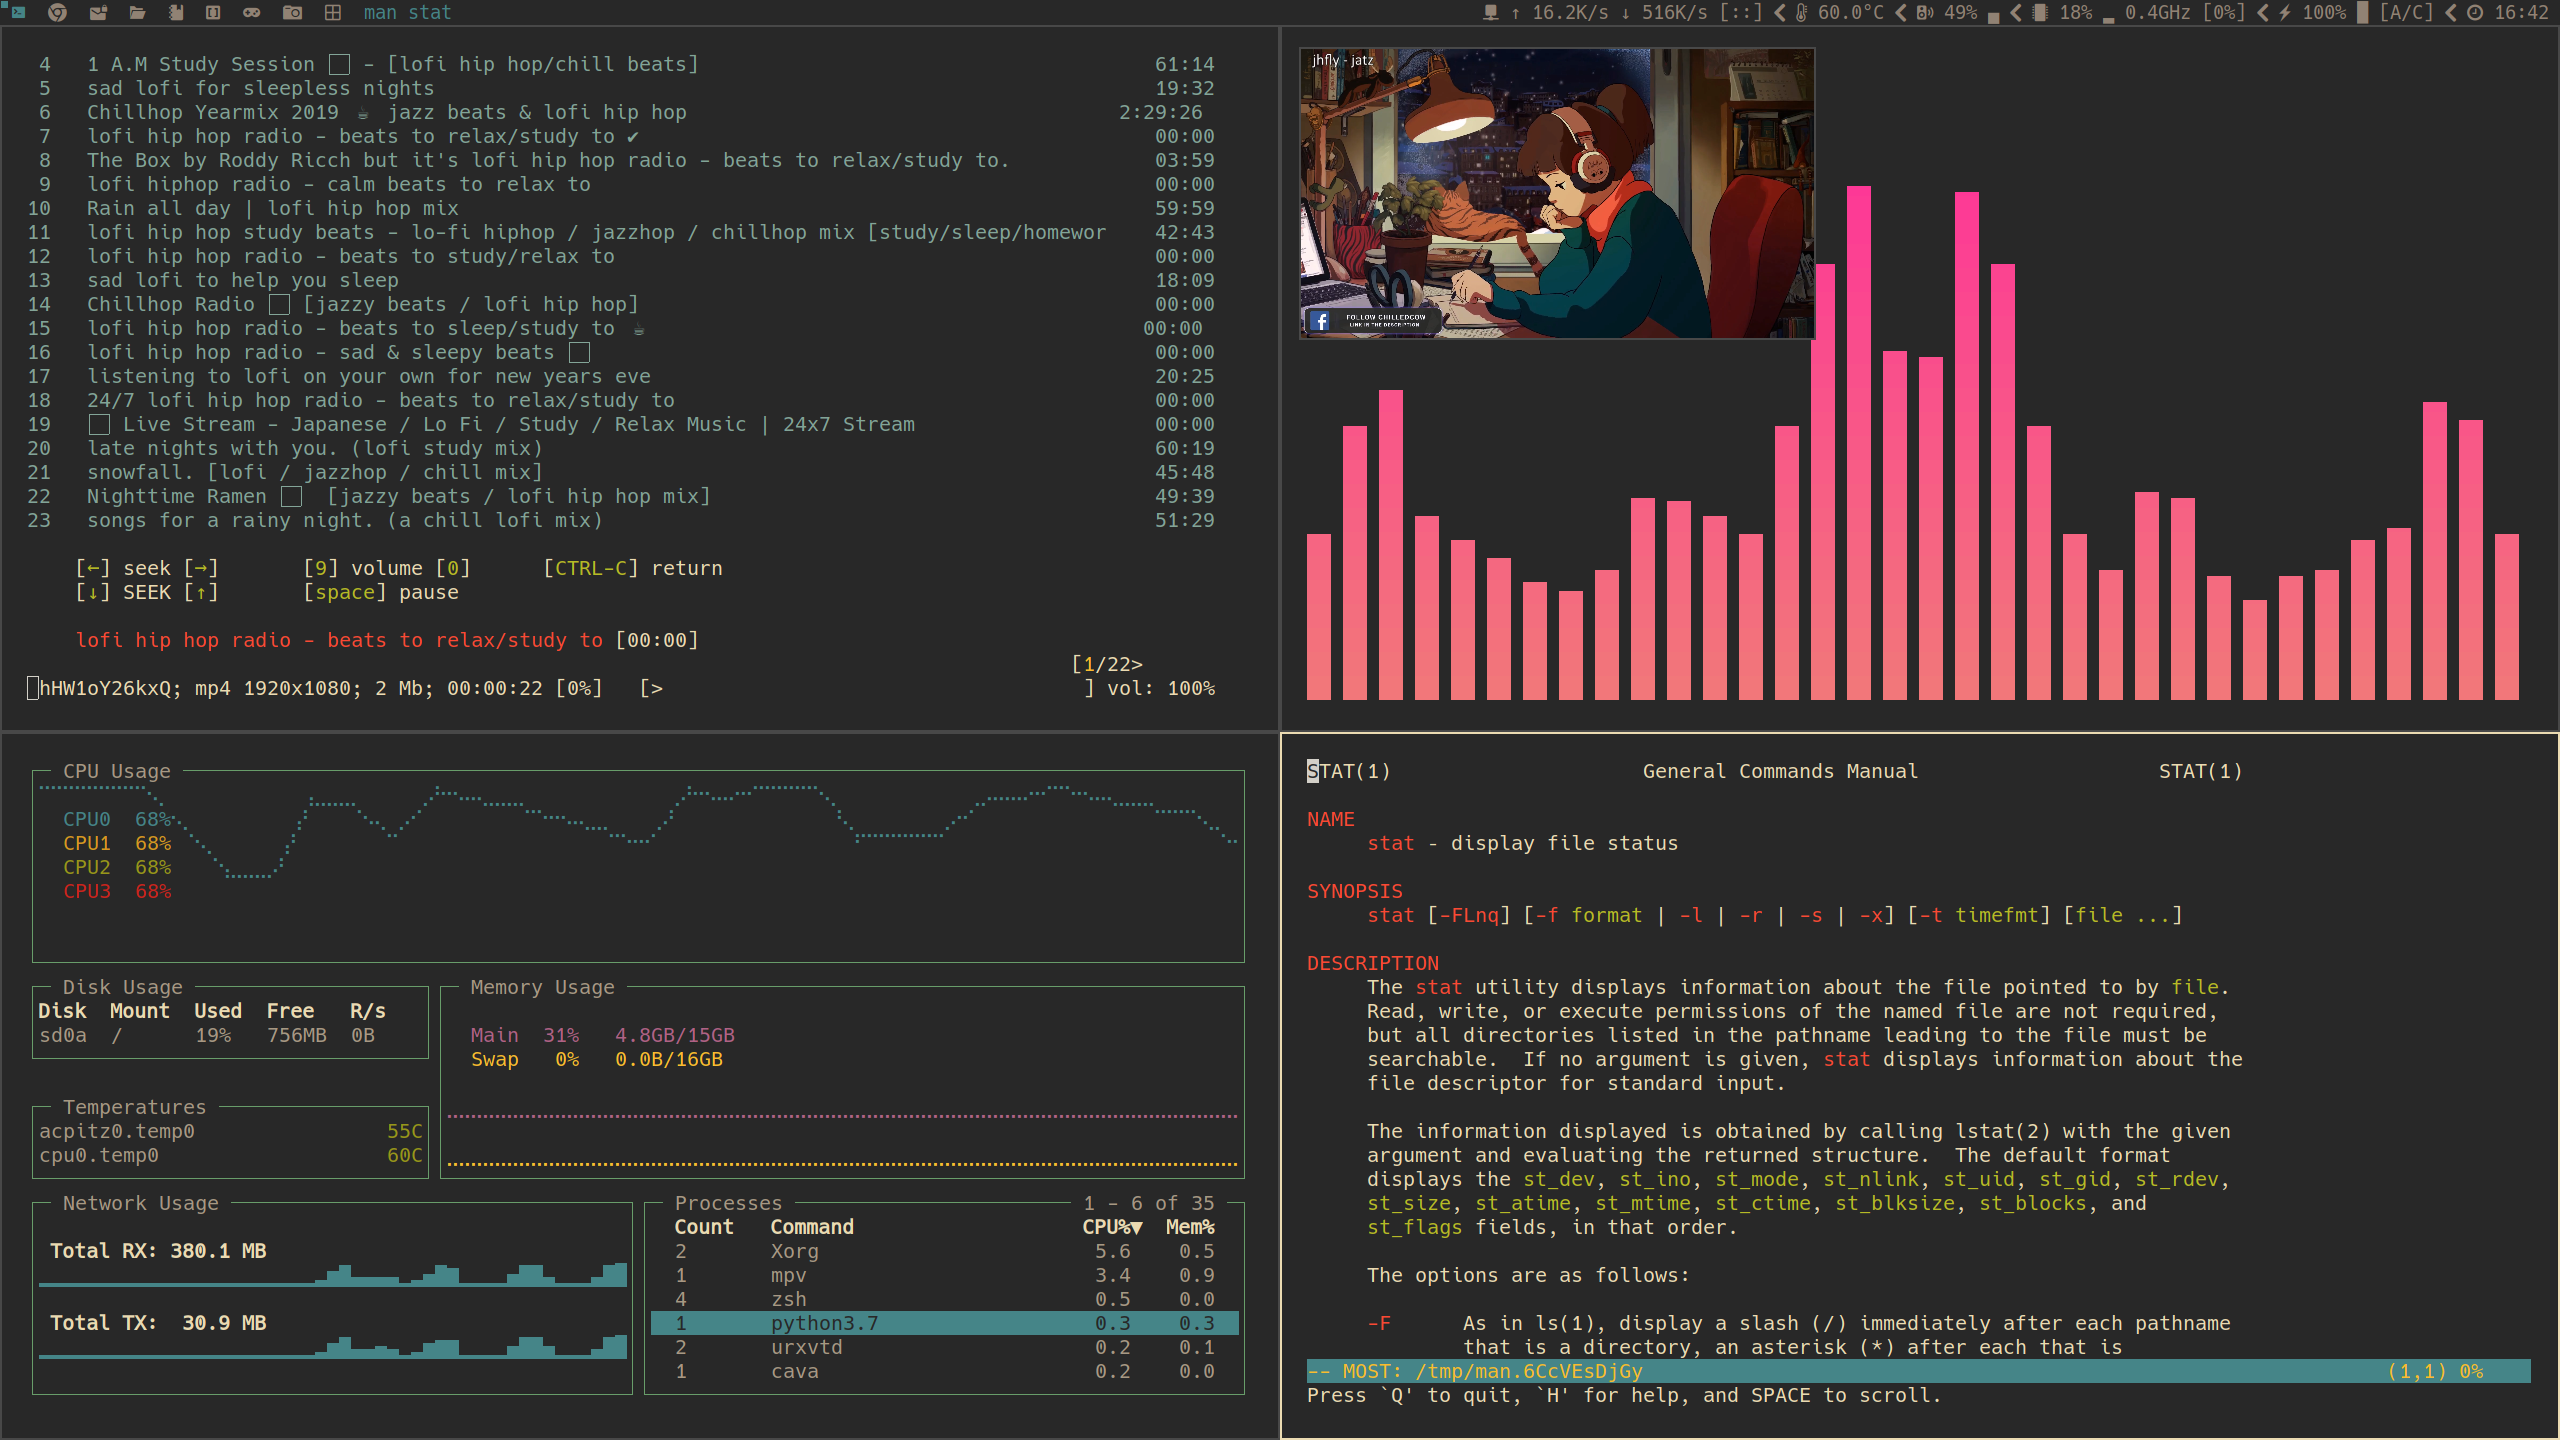 man stat
↑ 16.2K/s ↓ 516K/s [::] 60.0°C 49% 18% 0.4GHz [0%] 100% [A/C] 16:42
4 1 A.M Study Session - [lofi hip hop/chill beats] 61:14
5 sad lofi for sleepless nights 19:32
6 Chillhop Yearmix 2019 ☕ jazz beats & lofi hip hop 2:29:26
7 lofi hip hop radio - beats to relax/study to ✔ 00:00
8 The Box by Roddy Ricch but it's lofi hip hop radio - beats to relax/study to. 03:59
9 lofi hiphop radio - calm beats to relax to 00:00
10 Rain all day | lofi hip hop mix 59:59
11 lofi hip hop study beats - lo-fi hiphop / jazzhop / chillhop mix [study/sleep/homewor 42:43
12 lofi hip hop radio - beats to study/relax to 00:00
13 sad lofi to help you sleep 18:09
14 Chillhop Radio [jazzy beats / lofi hip hop] 00:00
15 lofi hip hop radio - beats to sleep/study to ☕ 00:00
16 lofi hip hop radio - sad & sleepy beats 00:00
17 listening to lofi on your own for new years eve 20:25
18 24/7 lofi hip hop radio - beats to relax/study to 00:00
19 Live Stream - Japanese / Lo Fi / Study / Relax Music | 24x7 Stream 00:00
20 late nights with you. (lofi study mix) 60:19
21 snowfall. [lofi / jazzhop / chill mix] 45:48
22 Nighttime Ramen [jazzy beats / lofi hip hop mix] 49:39
23 songs for a rainy night. (a chill lofi mix) 51:29
[←] seek [→] [9] volume [0] [CTRL-C] return
[↓] SEEK [↑] [space] pause
lofi hip hop radio - beats to relax/study to [00:00]
[1/22>
hHW1oY26kxQ; mp4 1920x1080; 2 Mb; 00:00:22 [0%] [> ] vol: 100%
jhfly - jatz
FOLLOW CHILLEDCOW
LINK IN THE DESCRIPTION
CPU Usage
CPU0 68%
CPU1 68%
CPU2 68%
CPU3 68%
Disk Usage
Disk Mount Used Free R/s
sd0a / 19% 756MB 0B
Memory Usage
Main 31% 4.8GB/15GB
Swap 0% 0.0B/16GB
Temperatures
acpitz0.temp0 55C
cpu0.temp0 60C
Network Usage
Total RX: 380.1 MB
Total TX: 30.9 MB
Processes 1 - 6 of 35
Count Command CPU%▼ Mem%
2 Xorg 5.6 0.5
1 mpv 3.4 0.9
4 zsh 0.5 0.0
1 python3.7 0.3 0.3
2 urxvtd 0.2 0.1
1 cava 0.2 0.0
STAT(1) General Commands Manual STAT(1)
NAME
stat - display file status
SYNOPSIS
stat [-FLnq] [-f format | -l | -r | -s | -x] [-t timefmt] [file ...]
DESCRIPTION
The stat utility displays information about the file pointed to by file.
Read, write, or execute permissions of the named file are not required,
but all directories listed in the pathname leading to the file must be
searchable. If no argument is given, stat displays information about the
file descriptor for standard input.
The information displayed is obtained by calling lstat(2) with the given
argument and evaluating the returned structure. The default format
displays the st_dev, st_ino, st_mode, st_nlink, st_uid, st_gid, st_rdev,
st_size, st_atime, st_mtime, st_ctime, st_blksize, st_blocks, and
st_flags fields, in that order.
The options are as follows:
-F As in ls(1), display a slash (/) immediately after each pathname
that is a directory, an asterisk (*) after each that is
-- MOST: /tmp/man.6CcVEsDjGy (1,1) 0%
Press `Q' to quit, `H' for help, and SPACE to scroll.